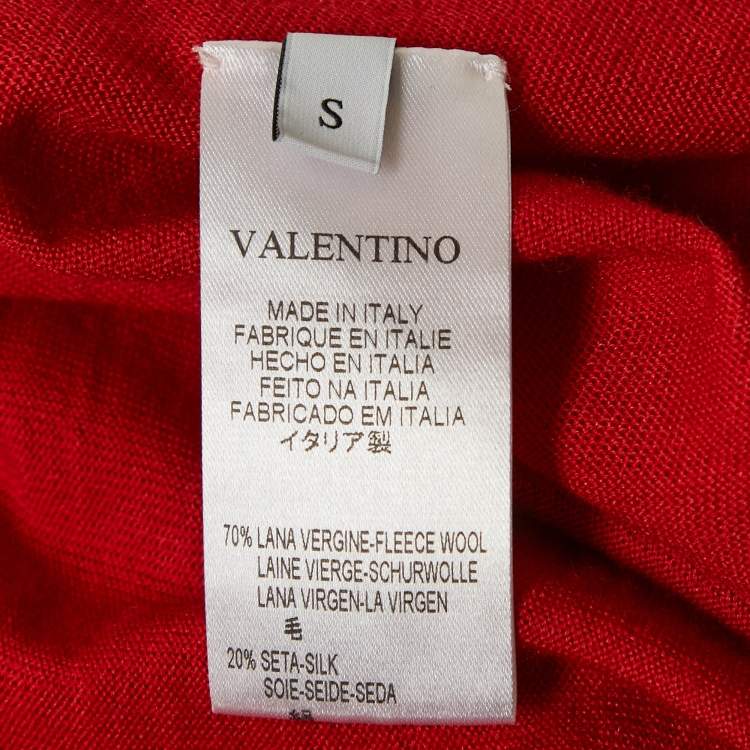 S
VALENTINO
MADE IN ITALY
FABRIQUE EN ITALIE
HECHO EN ITALIA
FEITO NA ITALIA
FABRICADO EM ITALIA
イタリア製
70% LANA VERGINE-FLEECE WOOL
LAINE VIERGE-SCHURWOLLE
LANA VIRGEN-LA VIRGEN
毛
20% SETA-SILK
SOIE-SEIDE-SEDA